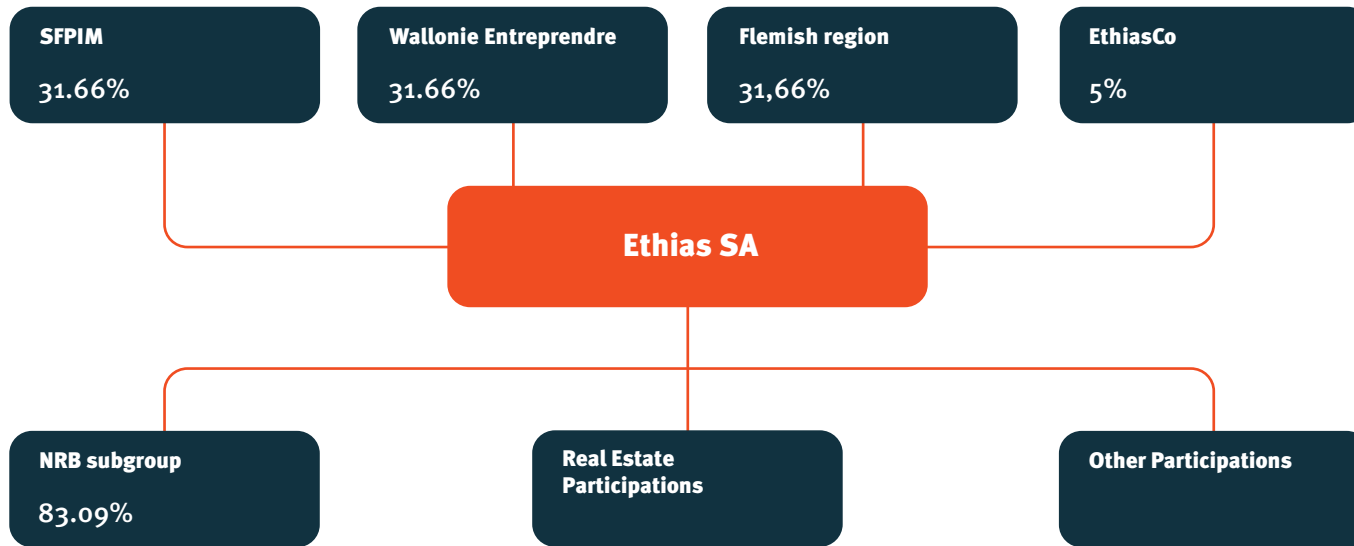 SFPIM
31.66%
Wallonie Entreprendre
31.66%
Flemish region
31,66%
EthiasCo
5%
Ethias SA
NRB subgroup
83.09%
Real Estate
Participations
Other Participations